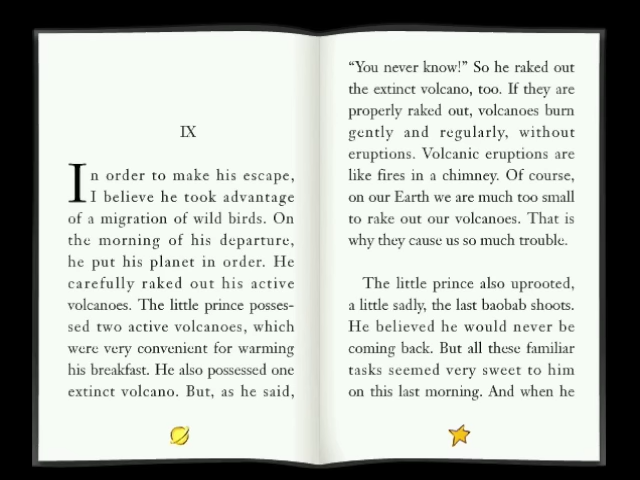 IX
In order to make his escape,
I believe he took advantage
of a migration of wild birds. On
the morning of his departure,
he put his planet in order. He
carefully raked out his active
volcanoes. The little prince posses-
sed two active volcanoes, which
were very convenient for warming
his breakfast. He also possessed one
extinct volcano. But, as he said,
“You never know!” So he raked out
the extinct volcano, too. If they are
properly raked out, volcanoes burn
gently and regularly, without
eruptions. Volcanic eruptions are
like fires in a chimney. Of course,
on our Earth we are much too small
to rake out our volcanoes. That is
why they cause us so much trouble.
The little prince also uprooted,
a little sadly, the last baobab shoots.
He believed he would never be
coming back. But all these familiar
tasks seemed very sweet to him
on this last morning. And when he